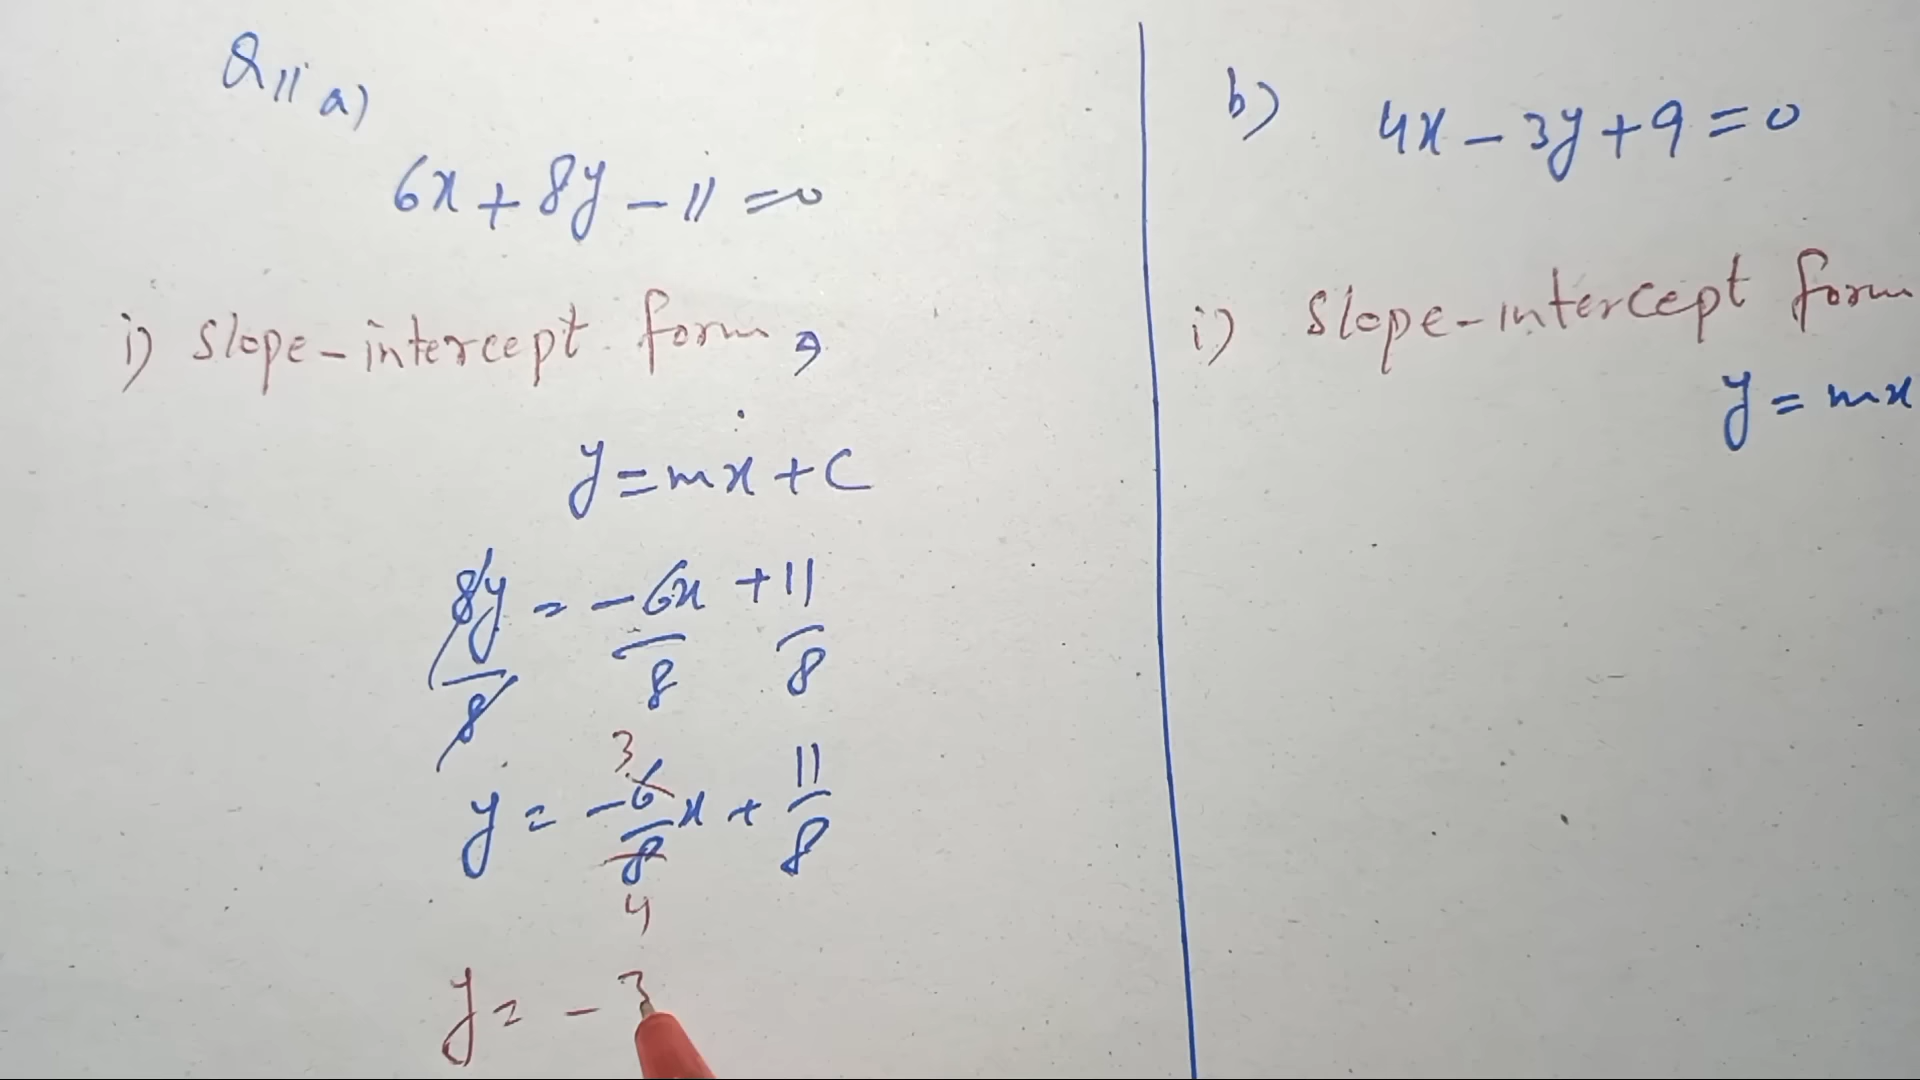 Q11 a)
6x + 8y - 11 = 0
i) Slope-intercept form,
y = mx + c
8y = -6x + 11
8 8 8
3
y = -6/8 x + 11/8
4
y = - 3
b) 4x - 3y + 9 = 0
i) Slope-intercept form
y = mx